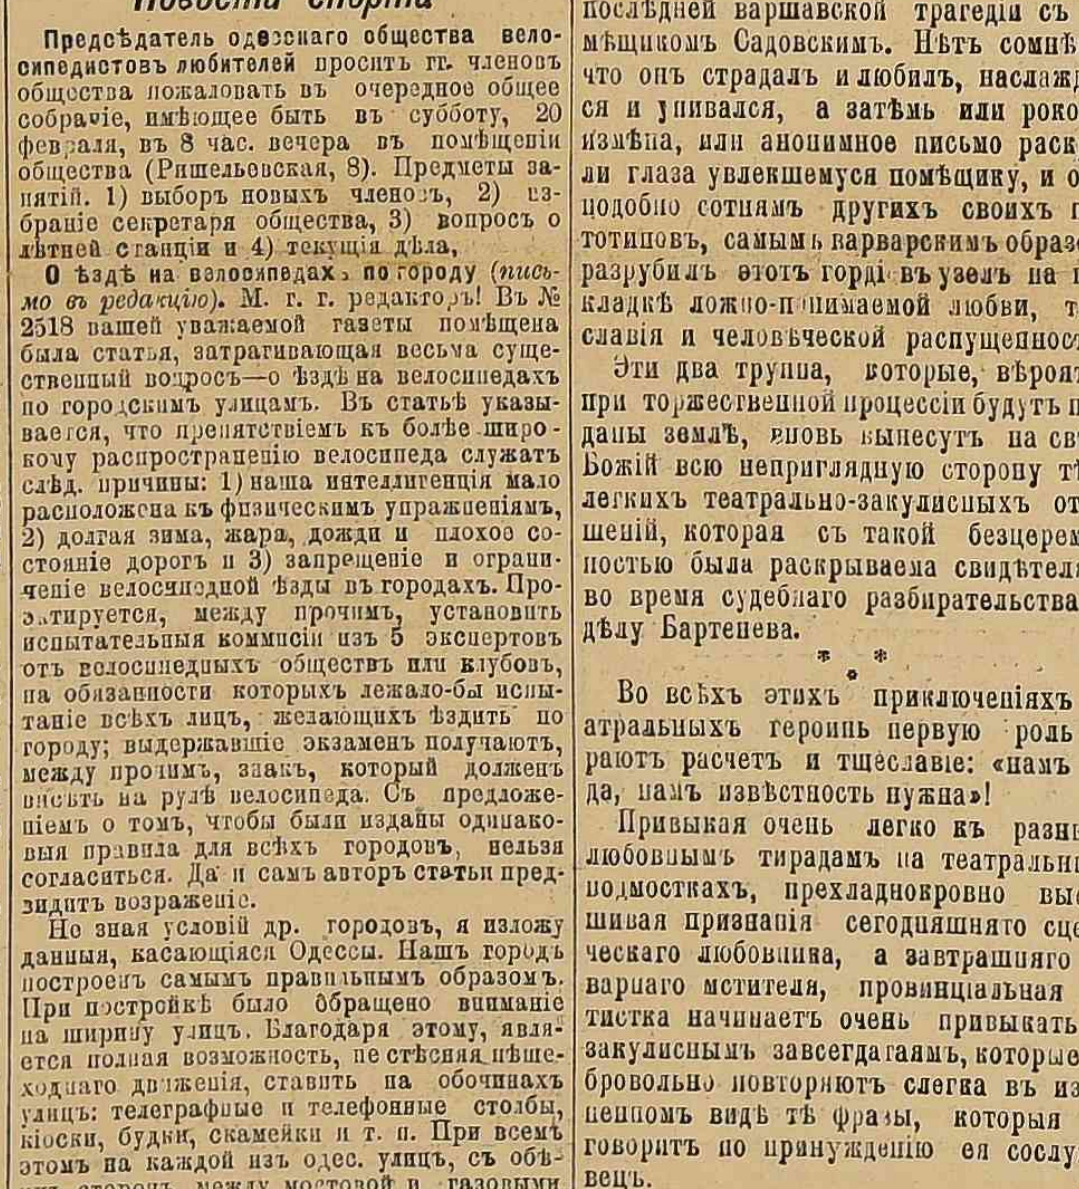 Новости спорта
Предсѣдатель одесскаго общества вело-
сипедистовъ любителей проситъ гг. членовъ
общества пожаловать въ очередное общее
собраніе, имѣющее быть въ субботу, 20
февраля, въ 8 час. вечера въ помѣщеніи
общества (Ришельевская, 8). Предметы за-
нятій. 1) выборъ новыхъ членовъ, 2) из-
браніе секретаря общества, 3) вопросъ о
лѣтней станціи и 4) текущія дѣла,
О ѣздѣ на велосипедахъ по городу (пись-
мо въ редакцію). М. г. г. редакторъ! Въ №
2518 вашей уважаемой газеты помѣщена
была статья, затрагивающая весьма суще-
ственный вопросъ—о ѣздѣ на велосипедахъ
по городскимъ улицамъ. Въ статьѣ указы-
вается, что препятствіемъ къ болѣе широ-
кому распространенію велосипеда служатъ
слѣд. причины: 1) наша интеллигенція мало
расположена къ физическимъ упражненіямъ,
2) долгая зима, жара, дожди и плохое со-
стояніе дорогъ и 3) запрещеніе и ограни-
ченіе велосипедной ѣзды въ городахъ. Про-
эктируется, между прочимъ, установить
испытательныя коммисіи изъ 5 экспертовъ
отъ велосипедныхъ обществъ или клубовъ,
на обязанности которыхъ лежало-бы испы-
таніе всѣхъ лицъ, желающихъ ѣздить по
городу; выдержавшіе экзаменъ получаютъ,
между прочимъ, знакъ, который долженъ
висѣть на рулѣ велосипеда. Съ предложе-
ніемъ о томъ, чтобы были изданы одинако-
выя правила для всѣхъ городовъ, нельзя
согласиться. Да и самъ авторъ статьи пред-
видитъ возраженіе.
Не зная условій др. городовъ, я изложу
данныя, касающіяся Одессы. Нашъ городъ
построенъ самымъ правильнымъ образомъ.
При постройкѣ было обращено вниманіе
на ширину улицъ. Благодаря этому, явля-
ется полная возможность, не стѣсняя пѣше-
ходнаго движенія, ставить на обочинахъ
улицъ: телеграфные и телефонные столбы,
кіоски, будки, скамейки и т. п. При всемъ
этомъ на каждой изъ одес. улицъ, съ обѣ-
сторонъ, между мостовой и газовыми
послѣдней варшавской трагедіи съ
мѣщикомъ Садовскимъ. Нѣтъ сомнѣ
что онъ страдалъ и любилъ, наслажд
ся и упивался, а затѣмъ или роко
измѣна, или анонимное письмо раск
ли глаза увлекшемуся помѣщику, и о
подобно сотнямъ другихъ своихъ п
тотиповъ, самымъ варварскимъ образо
разрубилъ этотъ гордіевъ узелъ на п
кладкѣ ложно-понимаемой любви, т
славія и человѣческой распущенност
Эти два трупа, которые, вѣроят
при торжественной процессіи будутъ п
даны землѣ, вновь вынесутъ на св
Божій всю неприглядную сторону тѣ
легкихъ театрально-закулисныхъ от
шеній, которая съ такой безцерем
ностью была раскрываема свидѣтеля
во время судебнаго разбирательства
дѣлу Бартенева.
* * *
Во всѣхъ этихъ приключеніяхъ
атральныхъ героинь первую роль
раютъ расчетъ и тщеславіе: «намъ
да, намъ извѣстность нужна»!
Привыкая очень легко къ разны
любовнымъ тирадамъ на театральны
подмосткахъ, прехладнокровно выс
шивая признанія сегодняшняго сце
ческаго любовника, а завтрашняго
варнаго мстителя, провинціальная
тистка начинаетъ очень привыкать
закулиснымъ завсегдатаямъ, которые
бровольно повторяютъ слегка въ из
ненномъ видѣ тѣ фразы, которыя
говоритъ по принужденію ея сослу
вецъ.